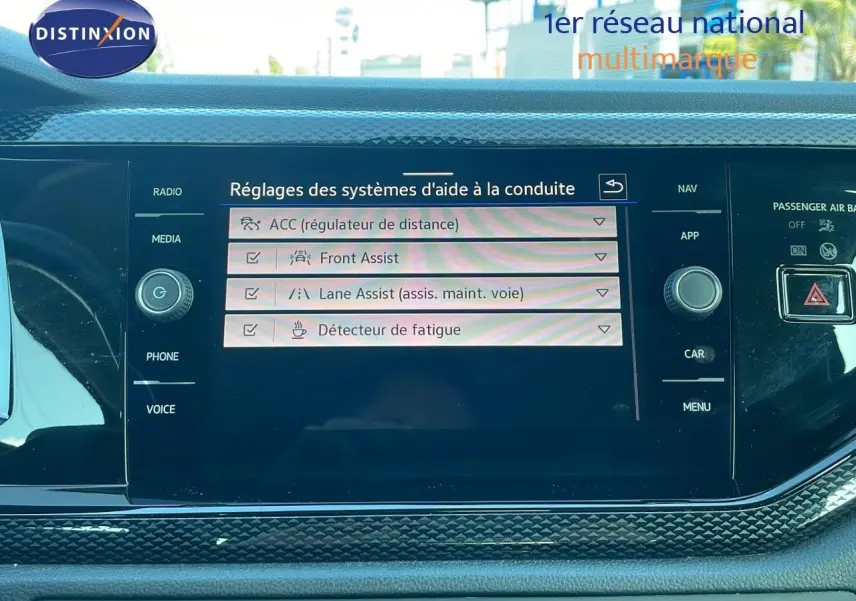 DISTINXION
1er réseau national
multimarque
RADIO
MEDIA
PHONE
VOICE
Réglages des systèmes d'aide à la conduite
ACC (régulateur de distance)
Front Assist
Lane Assist (assis. maint. voie)
Détecteur de fatigue
NAV
APP
CAR
MENU
PASSENGER AIR BA
OFF
ON